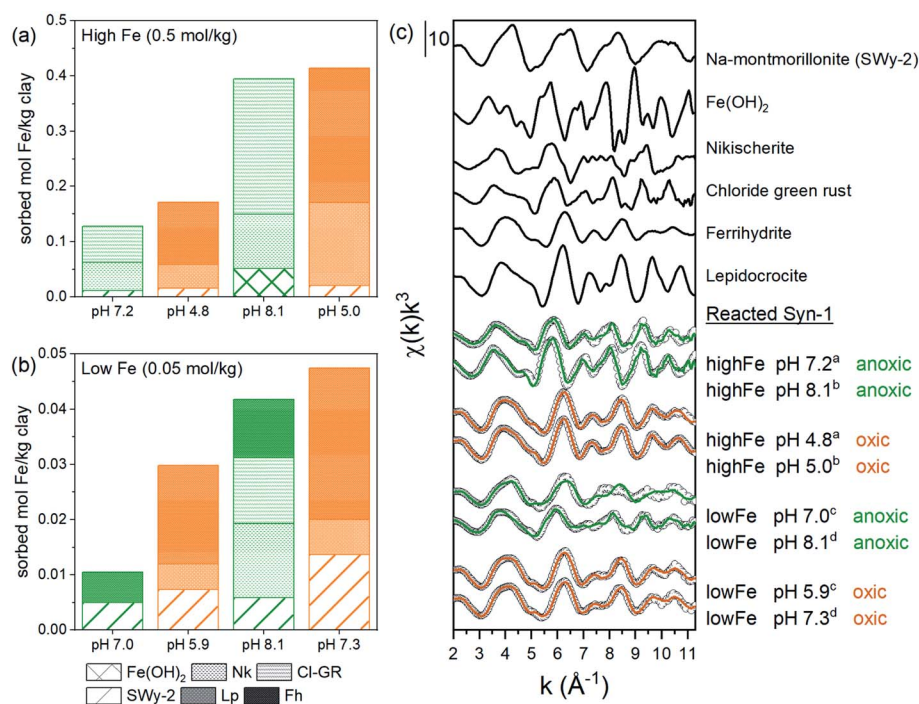 (a)
High Fe (0.5 mol/kg)
sorbed mol Fe/kg clay
0.5
0.4
0.3
0.2
0.1
0.0
pH 7.2 pH 4.8 pH 8.1 pH 5.0
(b)
Low Fe (0.05 mol/kg)
sorbed mol Fe/kg clay
0.05
0.04
0.03
0.02
0.01
0.00
pH 7.0 pH 5.9 pH 8.1 pH 7.3
Fe(OH)₂ Nk Cl-GR
SWy-2 Lp Fh
(c)
10
χ(k)k³
Na-montmorillonite (SWy-2)
Fe(OH)₂
Nikischerite
Chloride green rust
Ferrihydrite
Lepidocrocite
Reacted Syn-1
highFe pH 7.2ᵃ anoxic
highFe pH 8.1ᵇ anoxic
highFe pH 4.8ᵃ oxic
highFe pH 5.0ᵇ oxic
lowFe pH 7.0ᶜ anoxic
lowFe pH 8.1ᵈ anoxic
lowFe pH 5.9ᶜ oxic
lowFe pH 7.3ᵈ oxic
2 3 4 5 6 7 8 9 10 11
k (Å⁻¹)